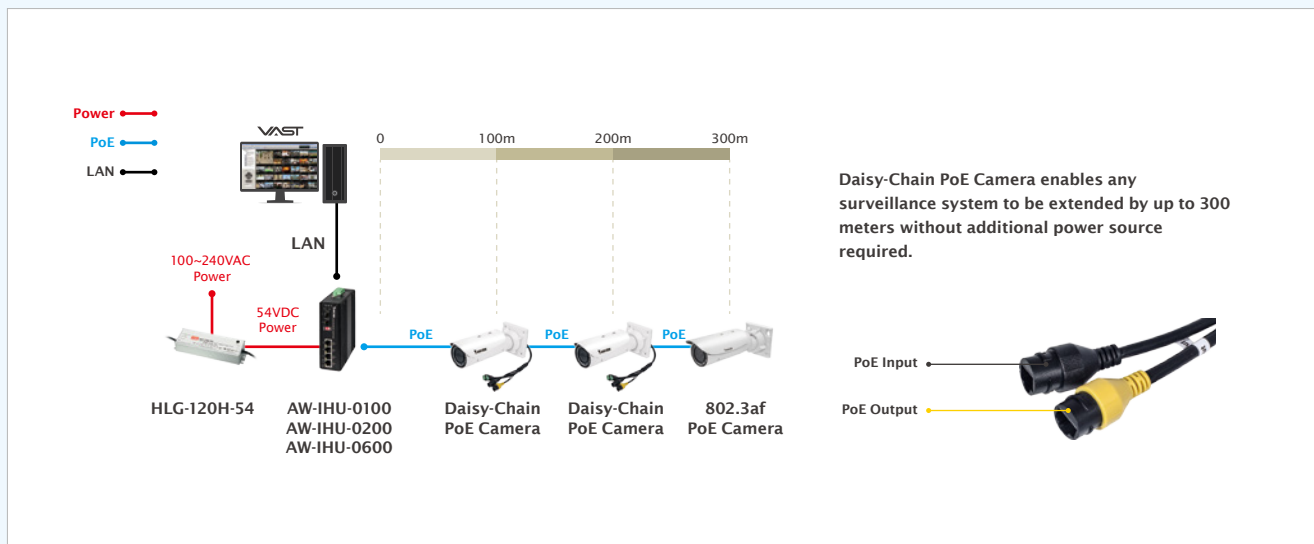 Power
PoE
LAN
VAST
0 100m 200m 300m
LAN
100~240VAC
Power
54VDC
Power
PoE PoE PoE
HLG-120H-54
AW-IHU-0100
AW-IHU-0200
AW-IHU-0600
Daisy-Chain
PoE Camera
Daisy-Chain
PoE Camera
802.3af
PoE Camera
Daisy-Chain PoE Camera enables any
surveillance system to be extended by up to 300
meters without additional power source
required.
PoE Input
PoE Output